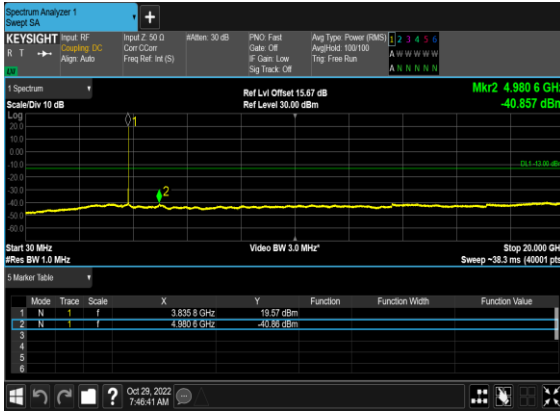 Spectrum Analyzer 1
Swept SA
+
KEYSIGHT Input: RF Input Z: 50 Ω #Atten: 30 dB PNO: Fast Avg Type: Power (RMS) 1 2 3 4 5 6
R T Coupling: DC Corr CCorr Gate: Off Avg|Hold: 100/100 A W W W W W
Align: Auto Freq Ref: Int (S) IF Gain: Low Trig: Free Run
Sig Track: Off A N N N N N
1 Spectrum Ref Lvl Offset 15.67 dB Mkr2 4.980 6 GHz
Scale/Div 10 dB Ref Level 30.00 dBm -40.857 dBm
Log
20.0
10.0
0.00
-10.0
-20.0
-30.0
-40.0
-50.0
-60.0
1
2
DL1 -13.00 dBm
Start 30 MHz Video BW 3.0 MHz* Stop 20.000 GHz
#Res BW 1.0 MHz Sweep ~38.3 ms (40001 pts)
5 Marker Table
Mode Trace Scale X Y Function Function Width Function Value
1 N 1 f 3.835 8 GHz 19.57 dBm
2 N 1 f 4.980 6 GHz -40.86 dBm
3
4
5
6
? Oct 29, 2022
7:46:41 AM